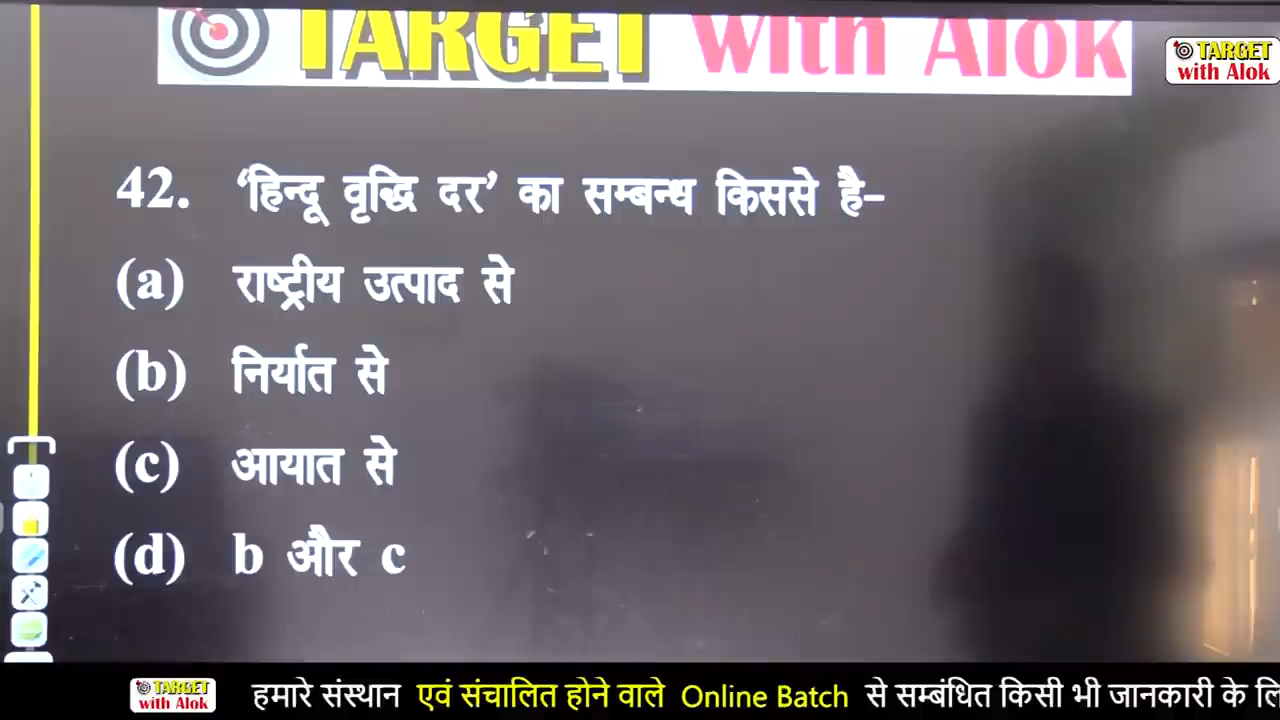 TARGET with Alok
TARGET
with Alok
42. ‘हिन्दू वृद्धि दर’ का सम्बन्ध किससे है-
(a) राष्ट्रीय उत्पाद से
(b) निर्यात से
(c) आयात से
(d) b और c
TARGET
with Alok
हमारे संस्थान एवं संचालित होने वाले Online Batch से सम्बंधित किसी भी जानकारी के लि